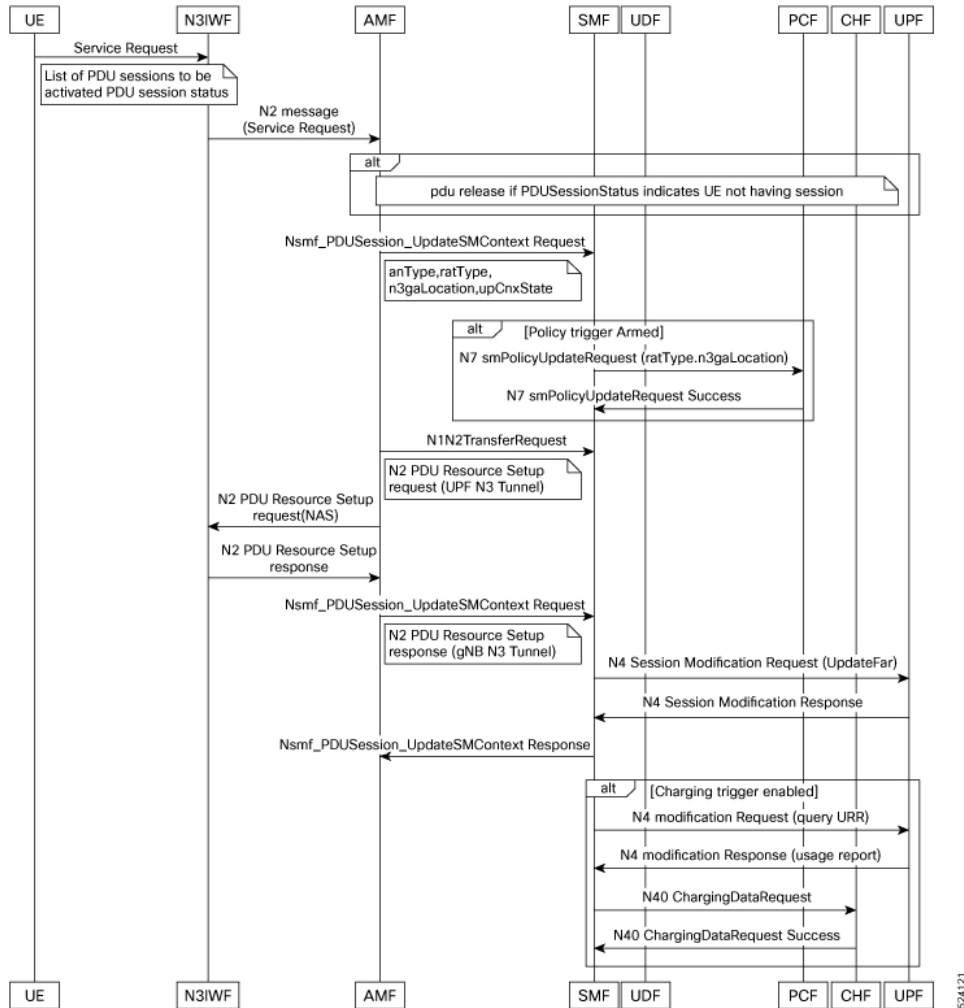 UE N3IWF AMF SMF UDF PCF CHF UPF
Service Request
List of PDU sessions to be
activated PDU session status
N2 message
(Service Request)
alt
pdu release if PDUSessionStatus indicates UE not having session
Nsmf_PDUSession_UpdateSMContext Request
anType,ratType,
n3gaLocation,upCnxState
alt [Policy trigger Armed]
N7 smPolicyUpdateRequest (ratType.n3gaLocation)
N7 smPolicyUpdateRequest Success
N1N2TransferRequest
N2 PDU Resource Setup
request (UPF N3 Tunnel)
N2 PDU Resource Setup
request(NAS)
N2 PDU Resource Setup
response
Nsmf_PDUSession_UpdateSMContext Request
N2 PDU Resource Setup
response (gNB N3 Tunnel)
N4 Session Modification Request (UpdateFar)
N4 Session Modification Response
Nsmf_PDUSession_UpdateSMContext Response
alt [Charging trigger enabled]
N4 modification Request (query URR)
N4 modification Response (usage report)
N40 ChargingDataRequest
N40 ChargingDataRequest Success
UE N3IWF AMF SMF UDF PCF CHF UPF
524121